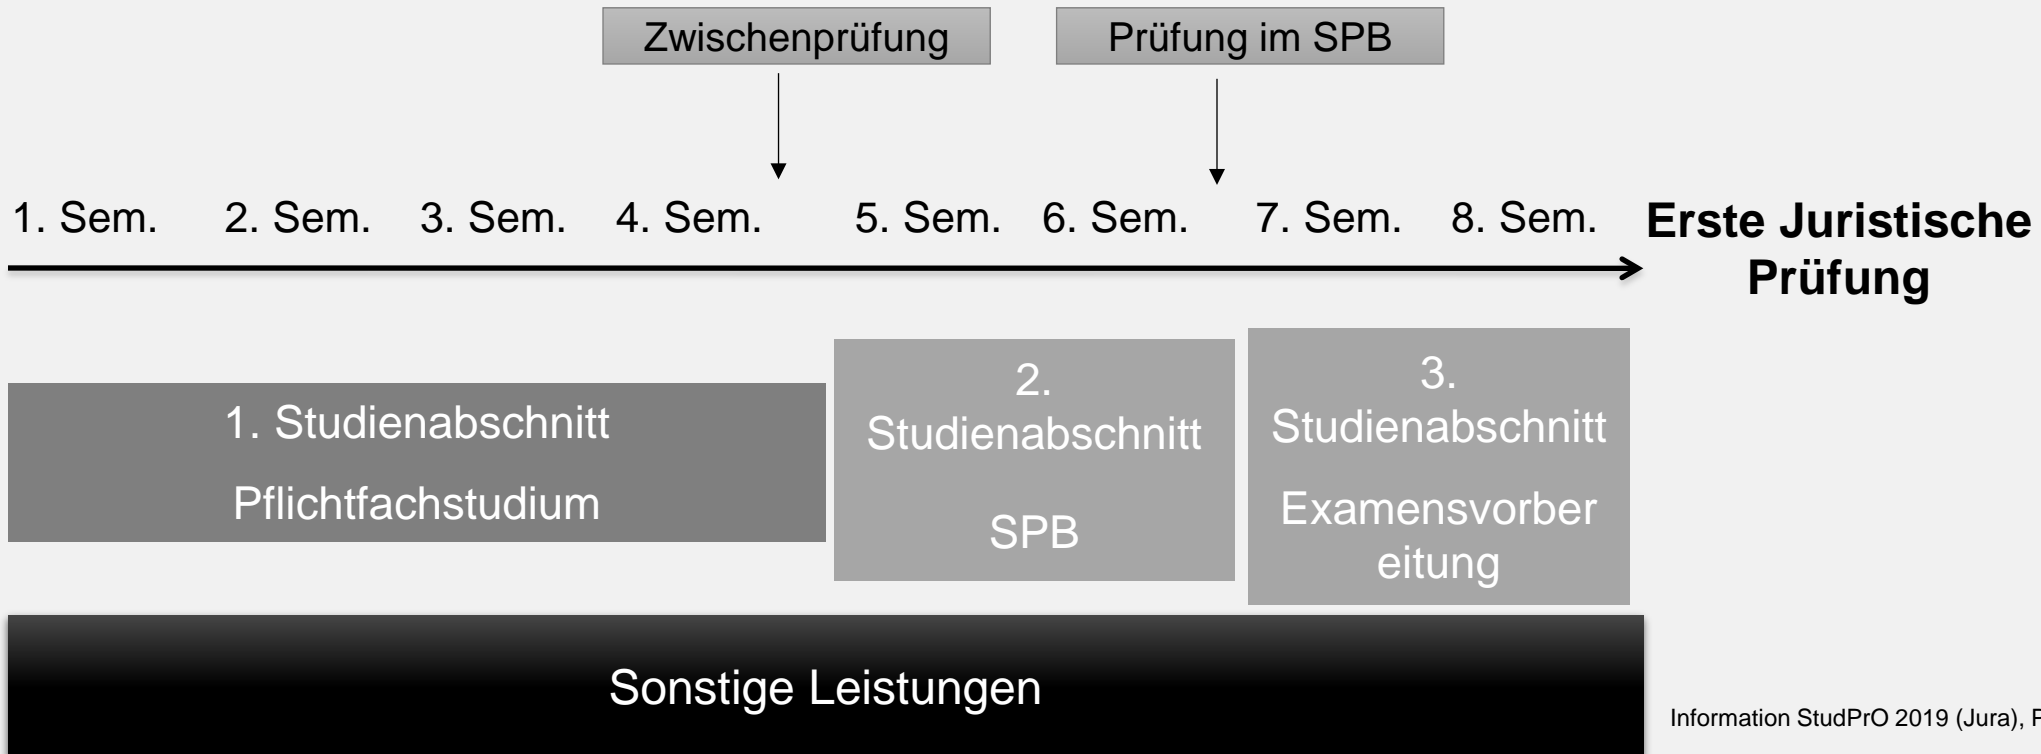 Zwischenprüfung
Prüfung im SPB
1. Sem.
2. Sem.
3. Sem.
4. Sem.
5. Sem.
6. Sem.
7. Sem.
8. Sem.
Erste Juristische
Prüfung
1. Studienabschnitt
Pflichtfachstudium
2.
Studienabschnitt
SPB
3.
Studienabschnitt
Examensvorber
eitung
Sonstige Leistungen
Information StudPrO 2019 (Jura),